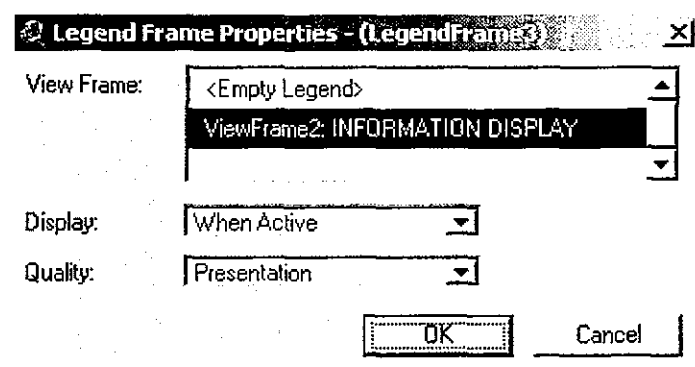 Legend Frame Properties - (LegendFrame3)
View Frame:
<Empty Legend>
ViewFrame2: INFORMATION DISPLAY
Display:
When Active
Quality:
Presentation
OK
Cancel